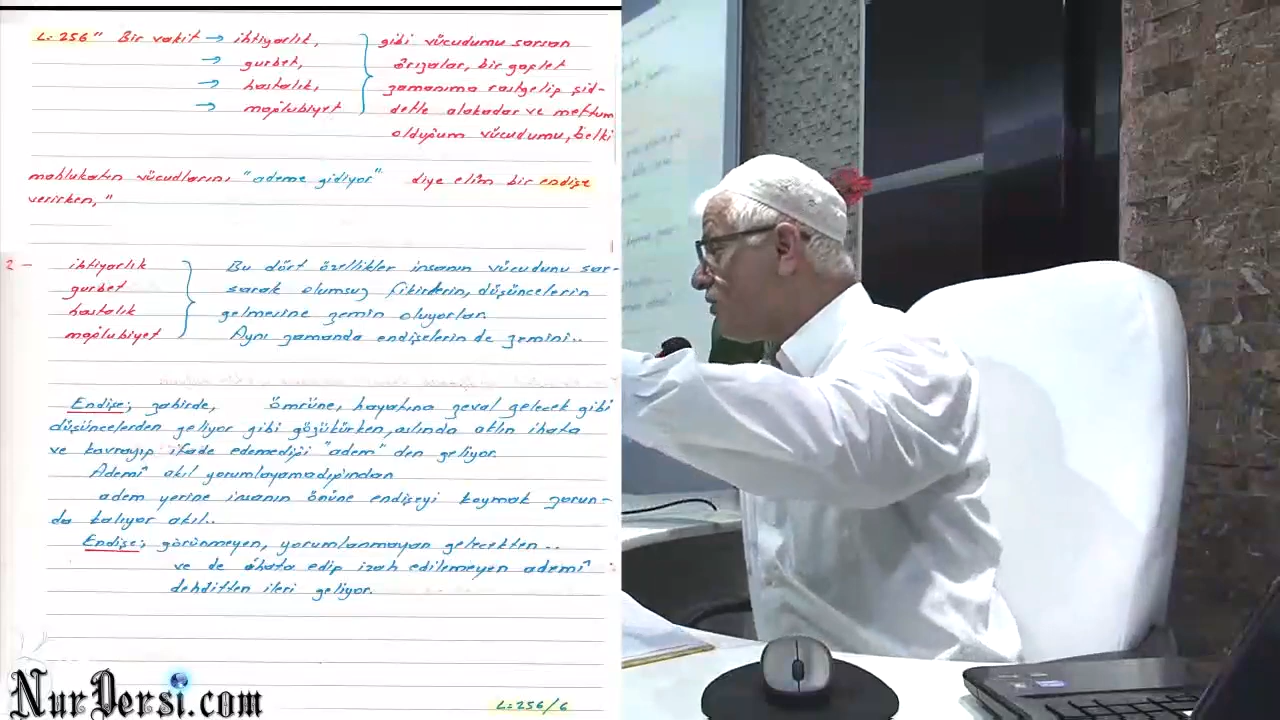 L: 256 " Bir vakit → ihtiyarlık, gibi vücudumu sarsan
→ gurbet, ârızalar, bir gaflet
→ hastalık, zamanıma rastgelip şid-
→ mağlubiyet detle alakadar ve meftun
olduğum vücudumu, belki
mahlukatın vücudlarını "ademe gidiyor" diye elîm bir endişe
verirken,"
2 - ihtiyarlık Bu dört özellikler insanın vücudunu sar-
gurbet sarak olumsuz fikirlerin, düşüncelerin
hastalık gelmesine zemin oluyorlar
mağlubiyet Aynı zamanda endişelerin de zemini..
Endişe; zahirde, ömrüne, hayatına zeval gelecek gibi
düşüncelerden geliyor gibi gözükürken, aslında aklın ihata
ve kavrayıp ifade edemediği "adem" den geliyor.
Ademî akıl yorumlayamadığından
adem yerine insanın önüne endişeyi koymak zorun-
da kalıyor akıl..
Endişe; görünmeyen, yorumlanmayan gelecekten..
ve de ihata edip izah edilemeyen ademî
tehditten ileri geliyor.
NurDersi.com
L: 256/6